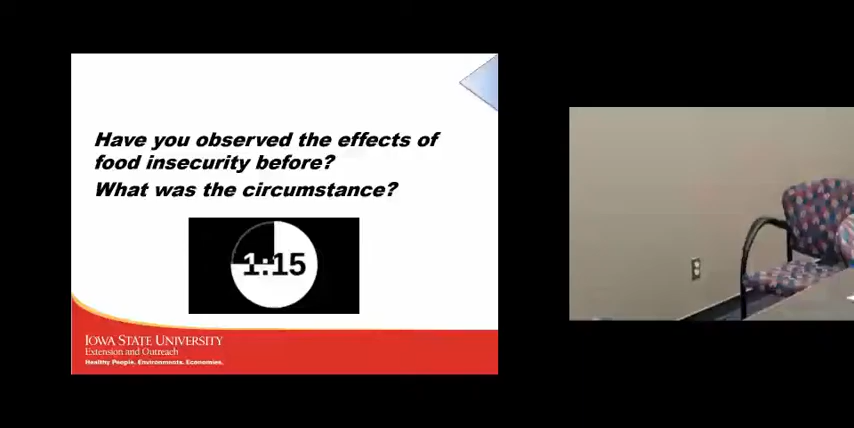 Have you observed the effects of
food insecurity before?
What was the circumstance?
1:15
IOWA STATE UNIVERSITY
Extension and Outreach
Healthy People. Environments. Economies.